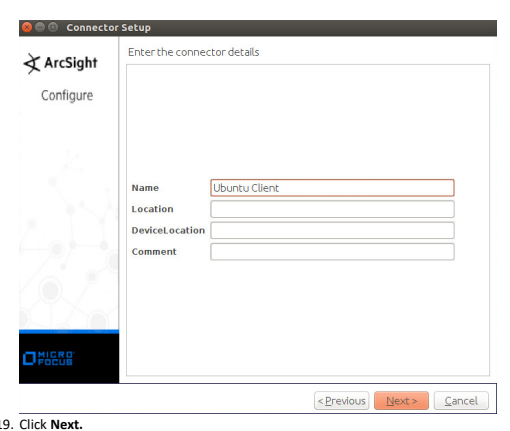 Connector Setup
ArcSight
Configure
Enter the connector details
Name Ubuntu Client
Location
DeviceLocation
Comment
MICRO
FOCUS
< Previous Next > Cancel
19. Click Next.